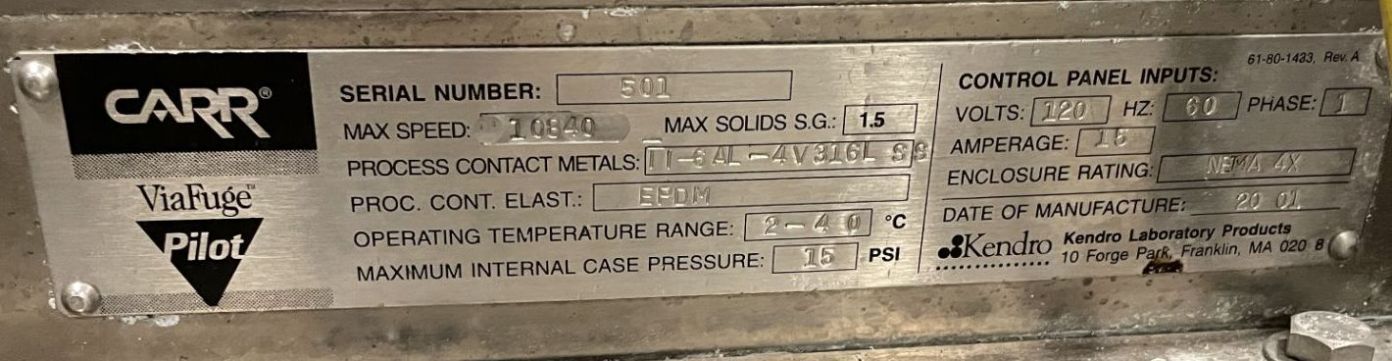 CARR®
ViaFuge™
Pilot
SERIAL NUMBER: 501
MAX SPEED: 10840 MAX SOLIDS S.G.: 1.5
PROCESS CONTACT METALS: TI-6AL-4V316L SS
PROC. CONT. ELAST.: EPDM
OPERATING TEMPERATURE RANGE: 2-40 °C
MAXIMUM INTERNAL CASE PRESSURE: 15 PSI
61-80-1433, Rev. A
CONTROL PANEL INPUTS:
VOLTS: 120 HZ: 60 PHASE: 1
AMPERAGE: 15
ENCLOSURE RATING: NEMA 4X
DATE OF MANUFACTURE: 20 01
Kendro Kendro Laboratory Products
10 Forge Park, Franklin, MA 020 8